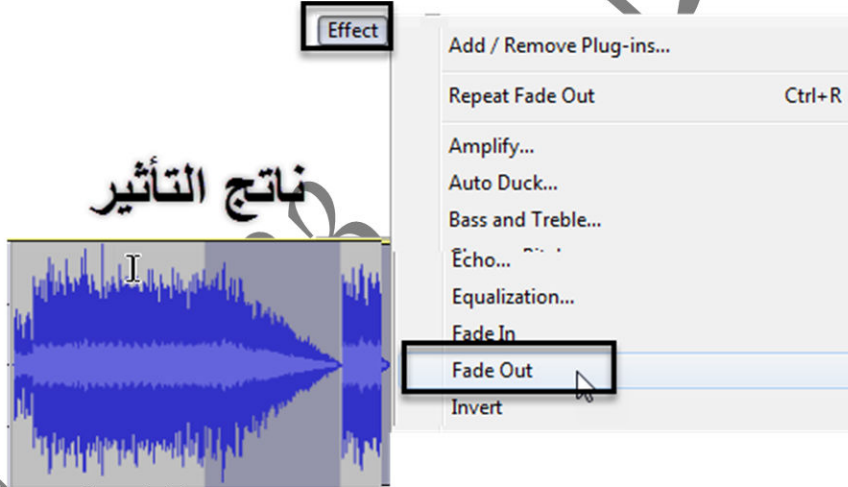 Effect
Add / Remove Plug-ins...
Repeat Fade Out Ctrl+R
Amplify...
Auto Duck...
Bass and Treble...
Echo...
Equalization...
Fade In
Fade Out
Invert
ناتج التأثير